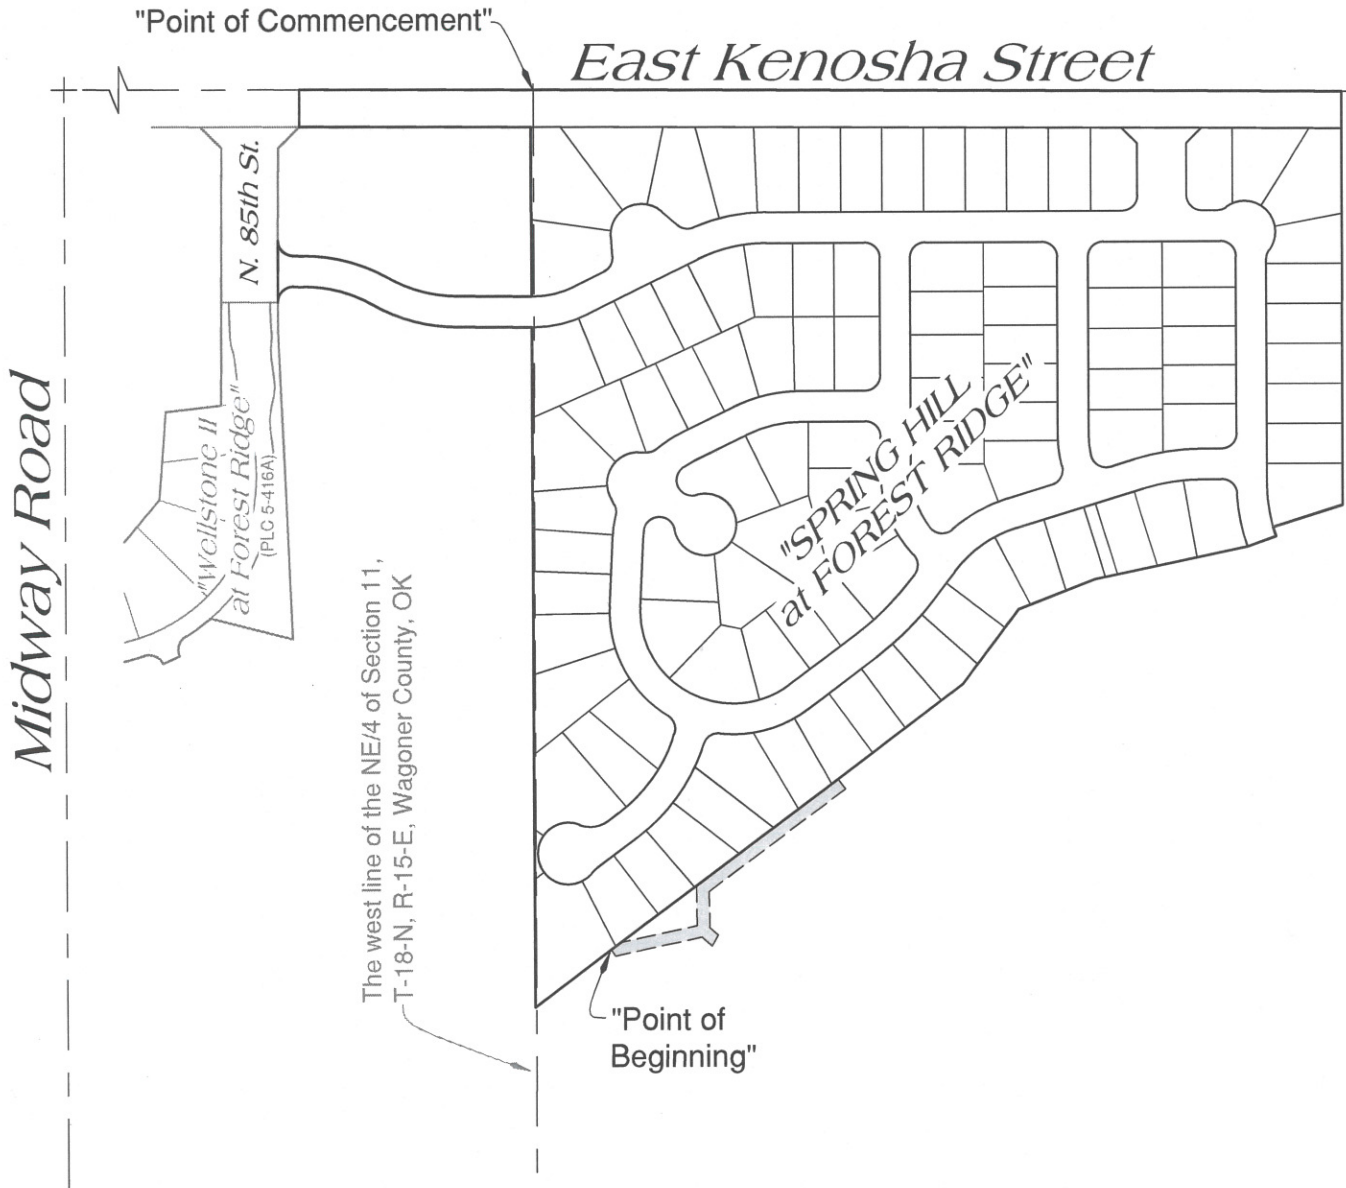 "Point of Commencement"
East Kenosha Street
N. 85th St.
Midway Road
"Wellstone II
at Forest Ridge"
(PLC 5-416A)
"SPRING HILL
at FOREST RIDGE"
The west line of the NE/4 of Section 11,
T-18-N, R-15-E, Wagoner County, OK
"Point of
Beginning"